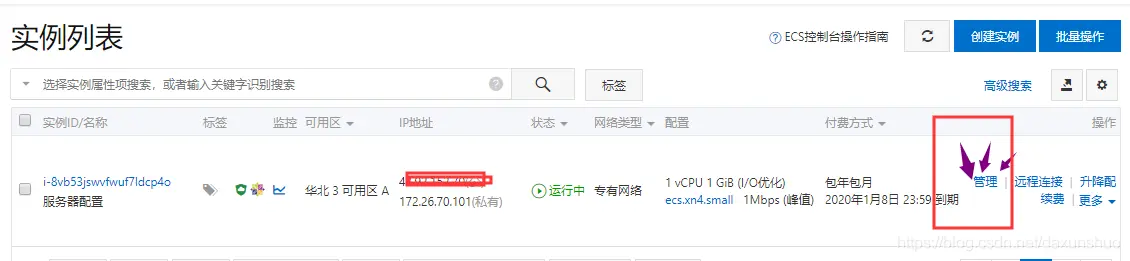 实例列表
ECS控制台操作指南
创建实例
批量操作
选择实例属性项搜索，或者输入关键字识别搜索
标签
高级搜索
实例ID/名称 标签 监控 可用区 IP地址 状态 网络类型 配置 付费方式 操作
i-8vb53jswvfwuf7ldcp4o
服务器配置
华北 3 可用区 A
172.26.70.101(私有)
运行中
专有网络
1 vCPU 1 GiB (I/O优化)
ecs.xn4.small 1Mbps (峰值)
包年包月
2020年1月8日 23:59 到期
管理 | 远程连接 | 升降配
续费 | 更多
https://blog.csdn.net/daxunshuo